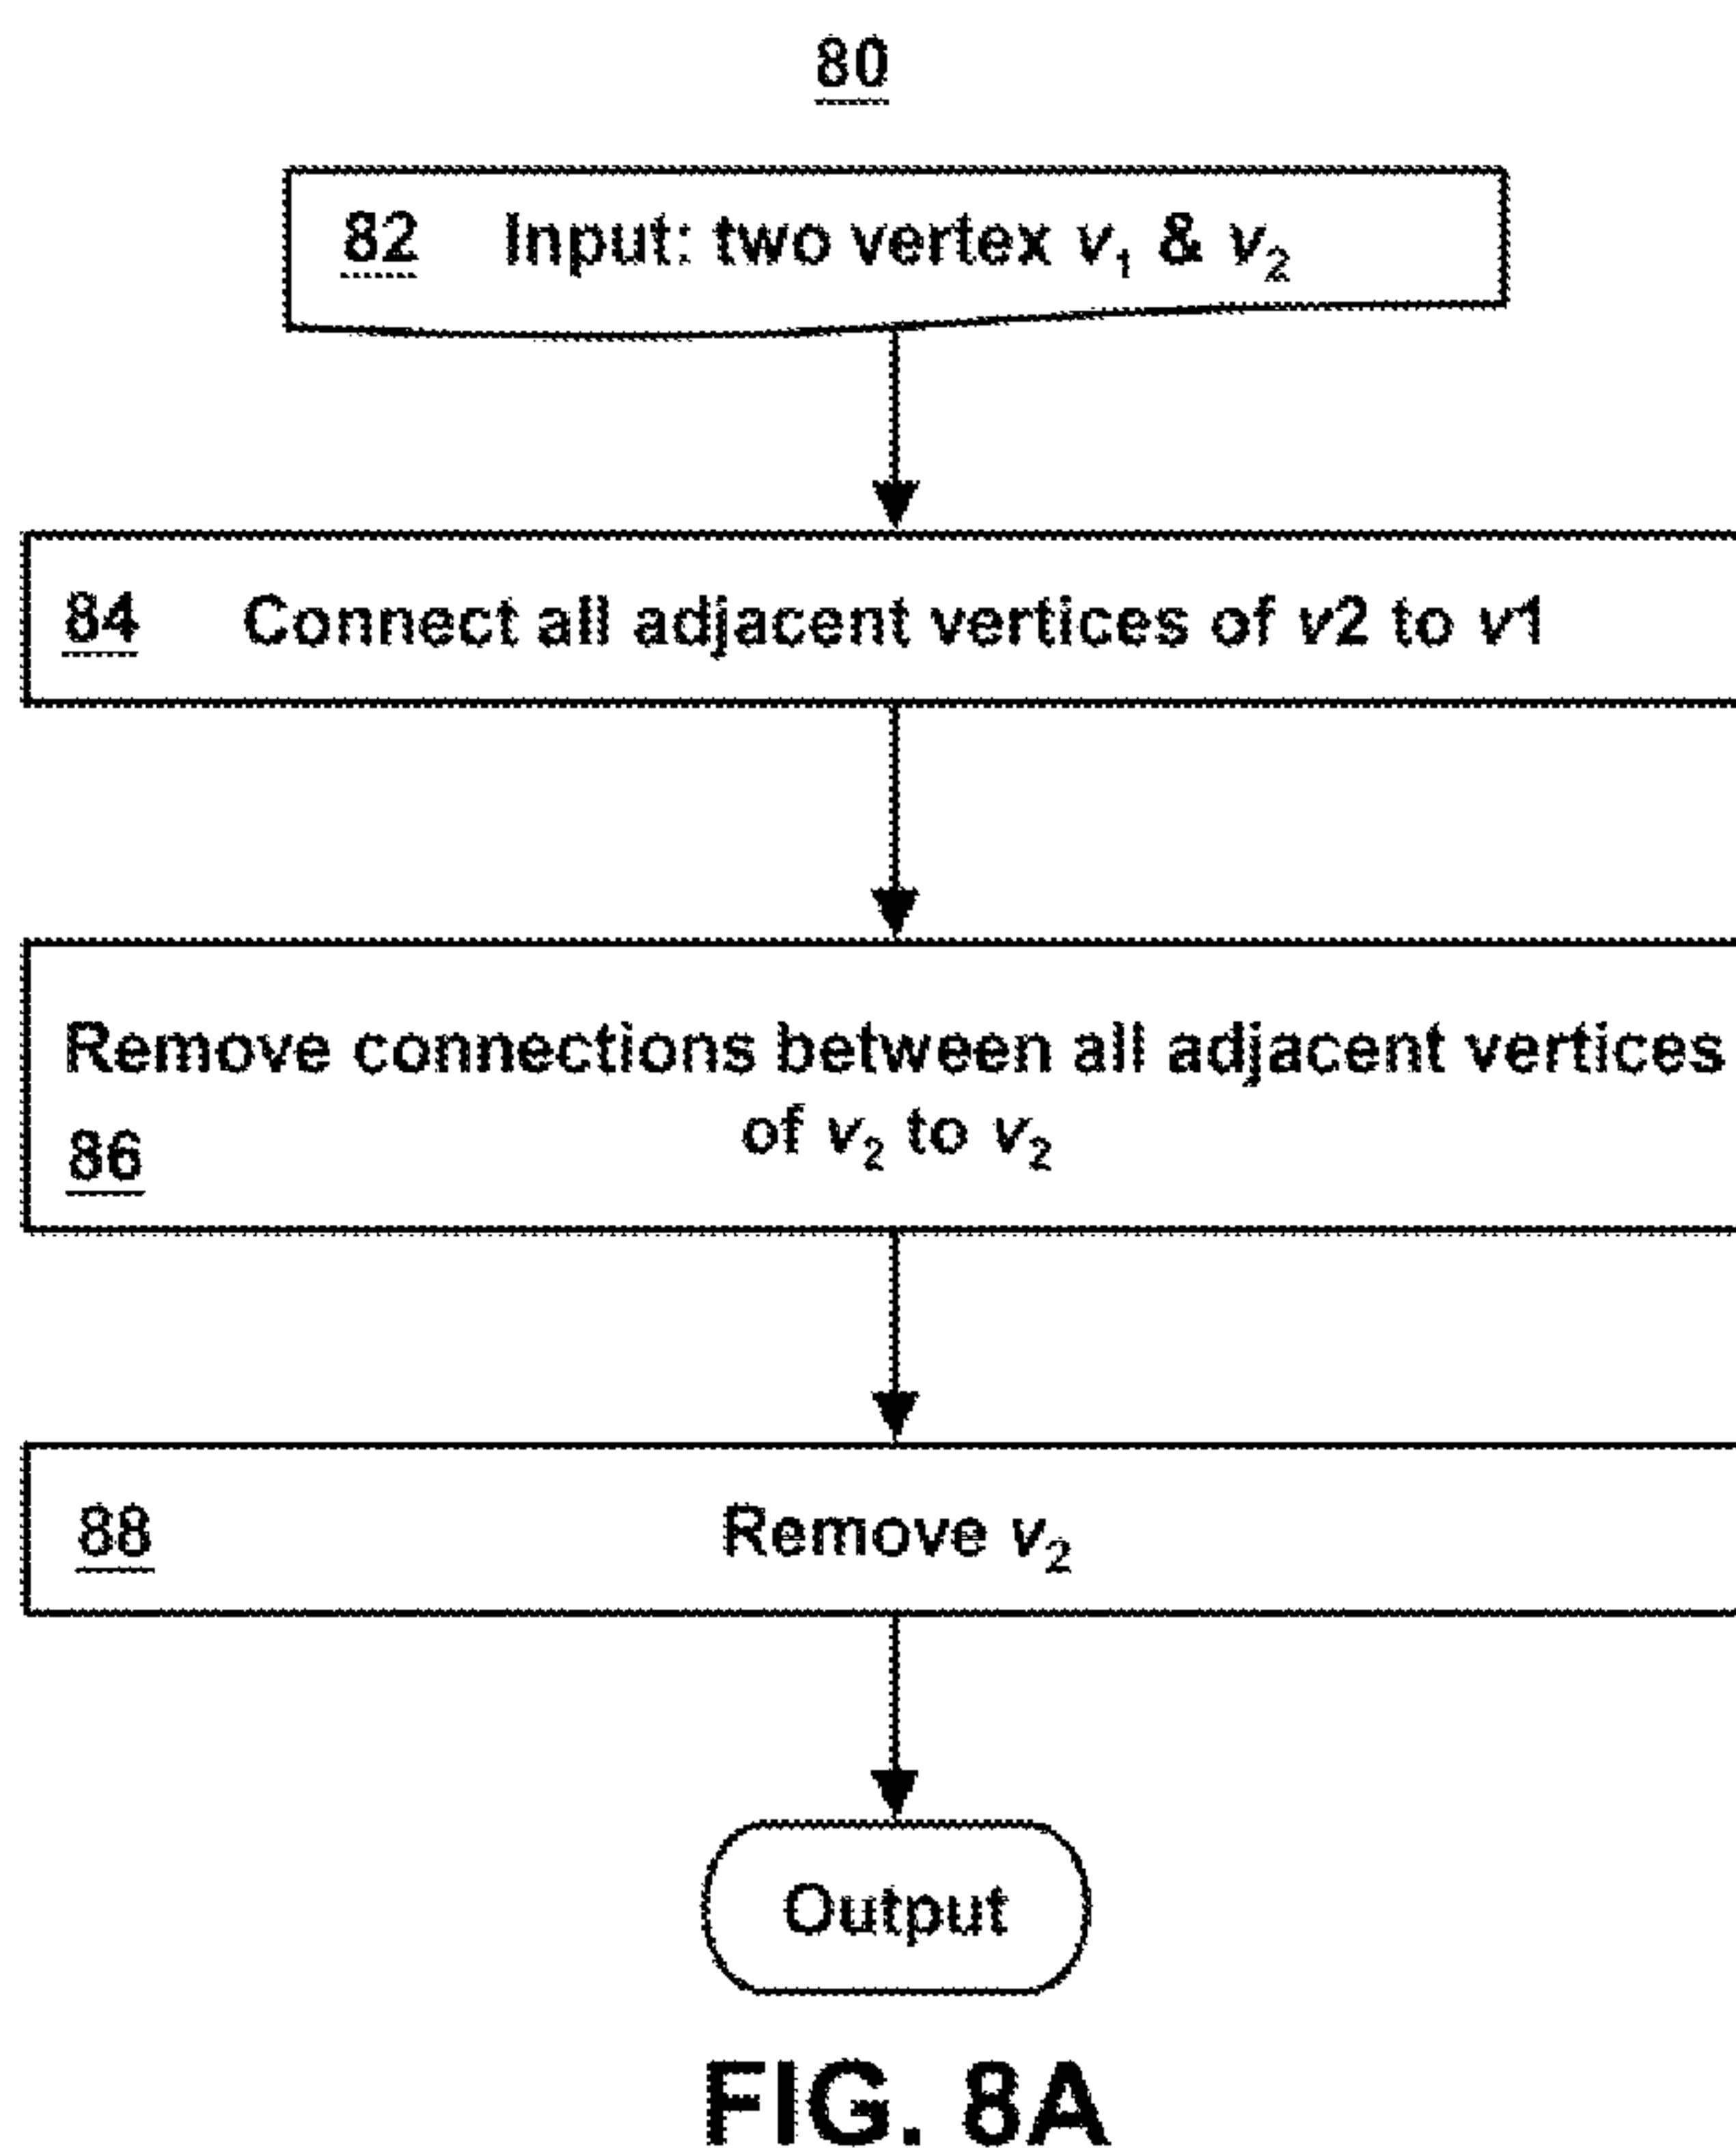 80
82 Input: two vertex v₁ & v₂
84 Connect all adjacent vertices of v2 to v1
Remove connections between all adjacent vertices
of v₂ to v₂
86
88 Remove v₂
Output
FIG. 8A